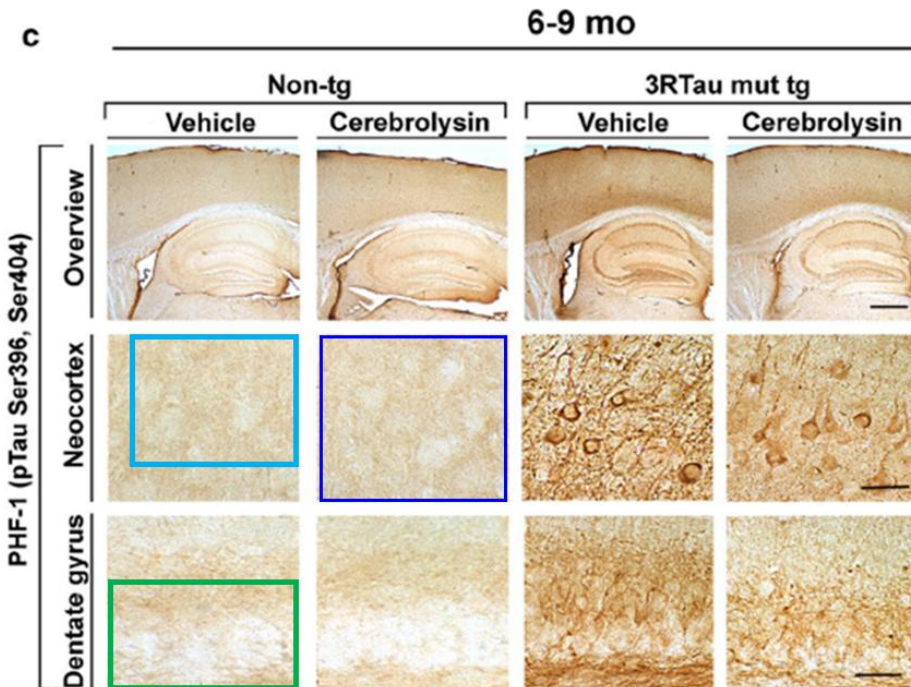 c
6-9 mo
Non-tg
3RTau mut tg
Vehicle
Cerebrolysin
Vehicle
Cerebrolysin
PHF-1 (pTau Ser396, Ser404)
Overview
Neocortex
Dentate gyrus